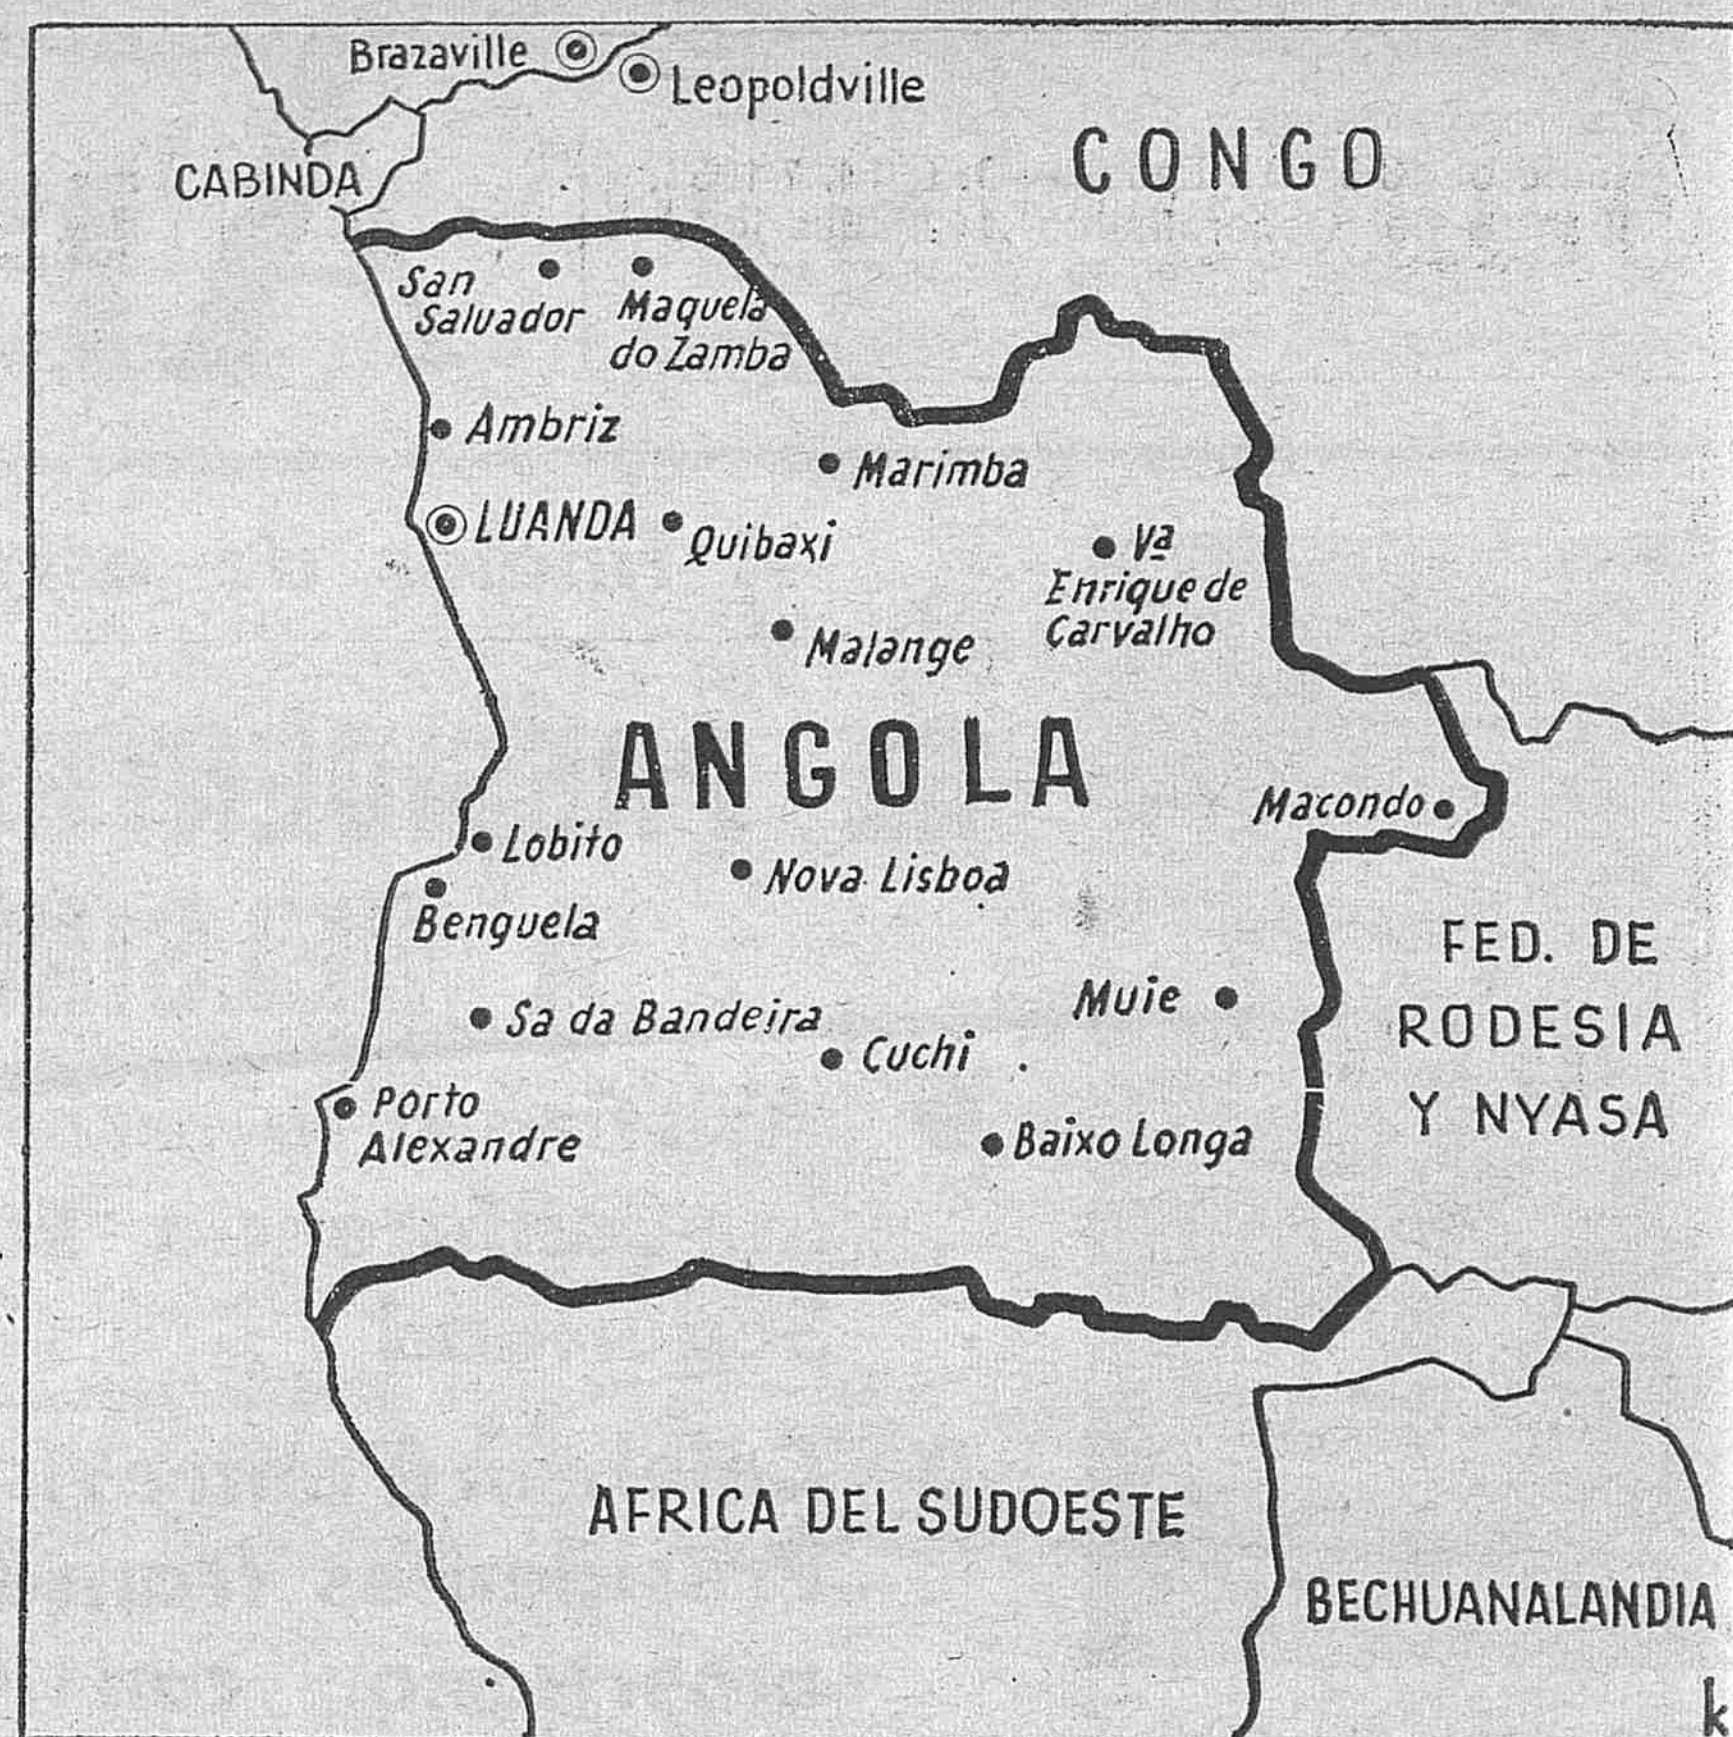 Brazaville
Leopoldville
CONGO
CABINDA
San
Salvador
Maquela
do Zamba
Ambriz
Marimba
LUANDA
Quibaxi
Vª
Enrique de
Carvalho
Malange
ANGOLA
Macondo
Lobito
Nova Lisboa
Benguela
FED. DE
RODESIA
Y NYASA
Muie
Sa da Bandeira
Cuchi
Porto
Alexandre
Baixo Longa
AFRICA DEL SUDOESTE
BECHUANALANDIA
k